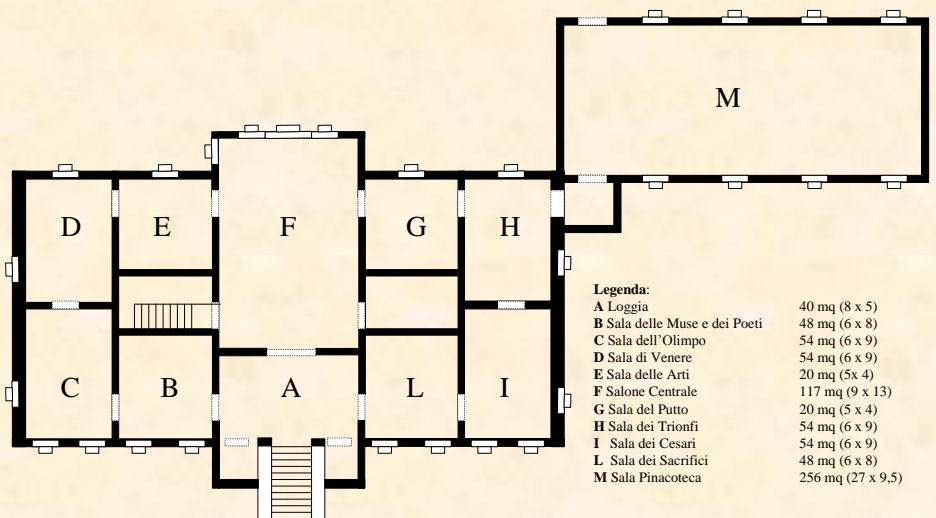 M
D
E
F
G
H
C
B
A
L
I
Legenda:
A Loggia 40 mq (8 x 5)
B Sala delle Muse e dei Poeti 48 mq (6 x 8)
C Sala dell'Olimpo 54 mq (6 x 9)
D Sala di Venere 54 mq (6 x 9)
E Sala delle Arti 20 mq (5x 4)
F Salone Centrale 117 mq (9 x 13)
G Sala del Putto 20 mq (5 x 4)
H Sala dei Trionfi 54 mq (6 x 9)
I Sala dei Cesari 54 mq (6 x 9)
L Sala dei Sacrifici 48 mq (6 x 8)
M Sala Pinacoteca 256 mq (27 x 9,5)